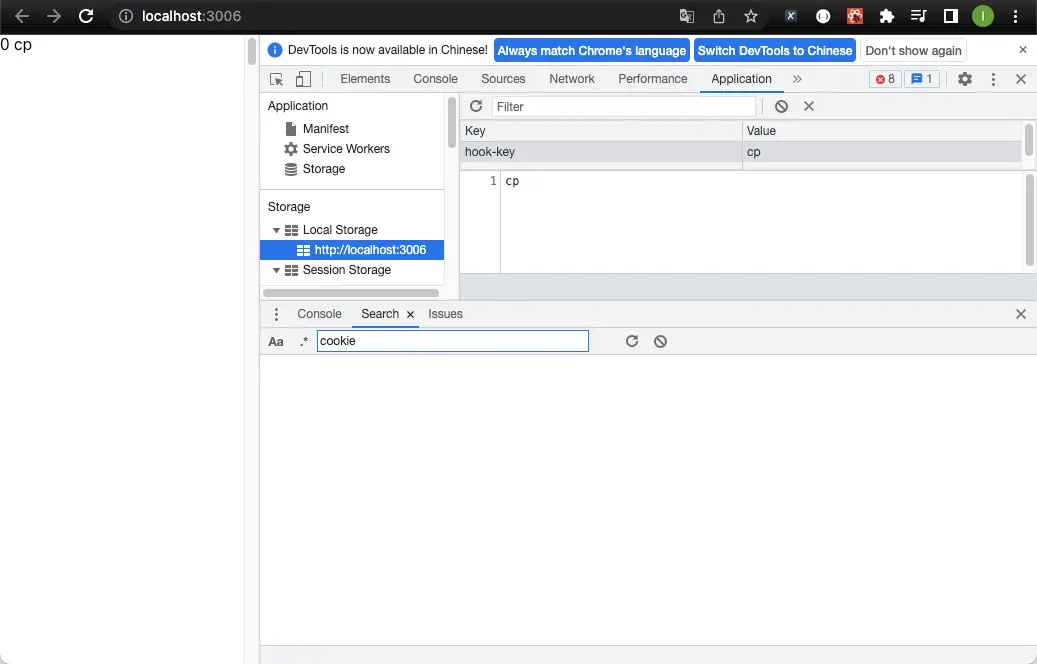 localhost:3006
0 cp
DevTools is now available in Chinese! Always match Chrome's language Switch DevTools to Chinese Don't show again
Elements Console Sources Network Performance Application 8 1
Application
Manifest
Service Workers
Storage
Storage
Local Storage
http://localhost:3006
Session Storage
Filter
Key Value
hook-key cp
1 cp
Console Search Issues
Aa .* cookie